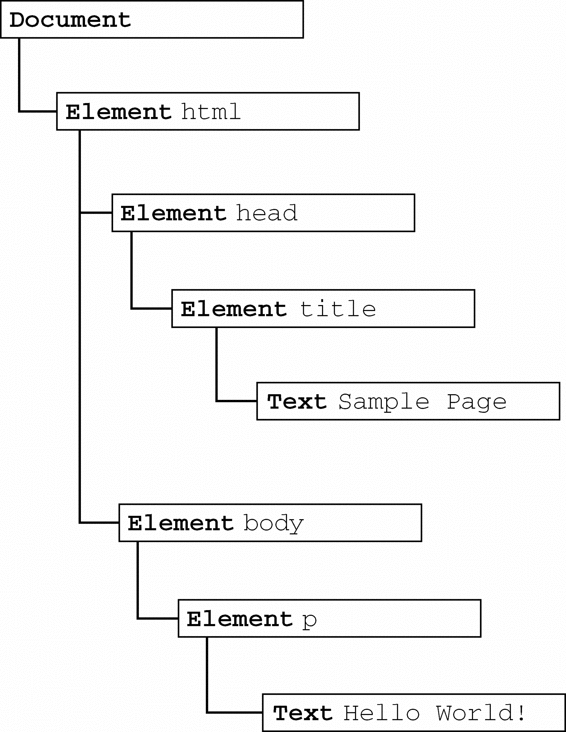 Document
Element html
Element head
Element title
Text Sample Page
Element body
Element p
Text Hello World!